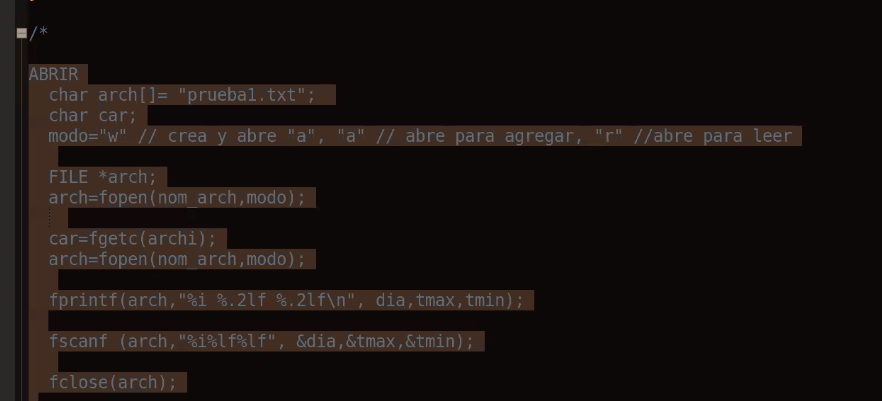 /*
ABRIR
char arch[]= "prueba1.txt";
char car;
modo="w" // crea y abre "a", "a" // abre para agregar, "r" //abre para leer
FILE *arch;
arch=fopen(nom_arch,modo);
car=fgetc(archi);
arch=fopen(nom_arch,modo);
fprintf(arch,"%i %.2lf %.2lf\n", dia,tmax,tmin);
fscanf (arch,"%i%lf%lf", &dia,&tmax,&tmin);
fclose(arch);